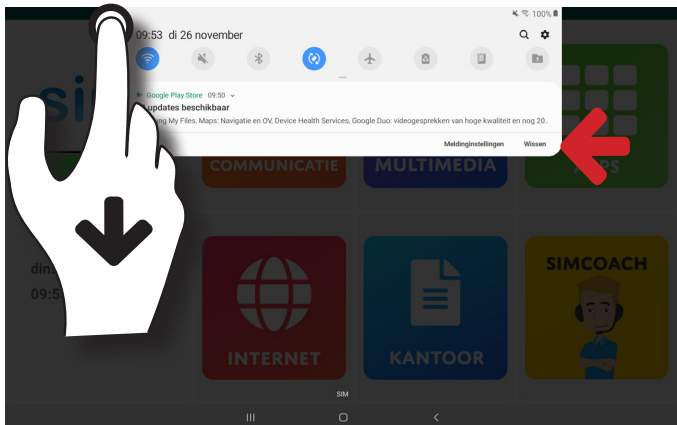 100%
09:53 di 26 november
Google Play Store 09:50
updates beschikbaar
My Files, Maps: Navigatie en OV, Device Health Services, Google Duo: videogesprekken van hoge kwaliteit en nog 20..
Meldinginstellingen Wissen
COMMUNICATIE MULTIMEDIA
SIMCOACH
INTERNET KANTOOR
SIM